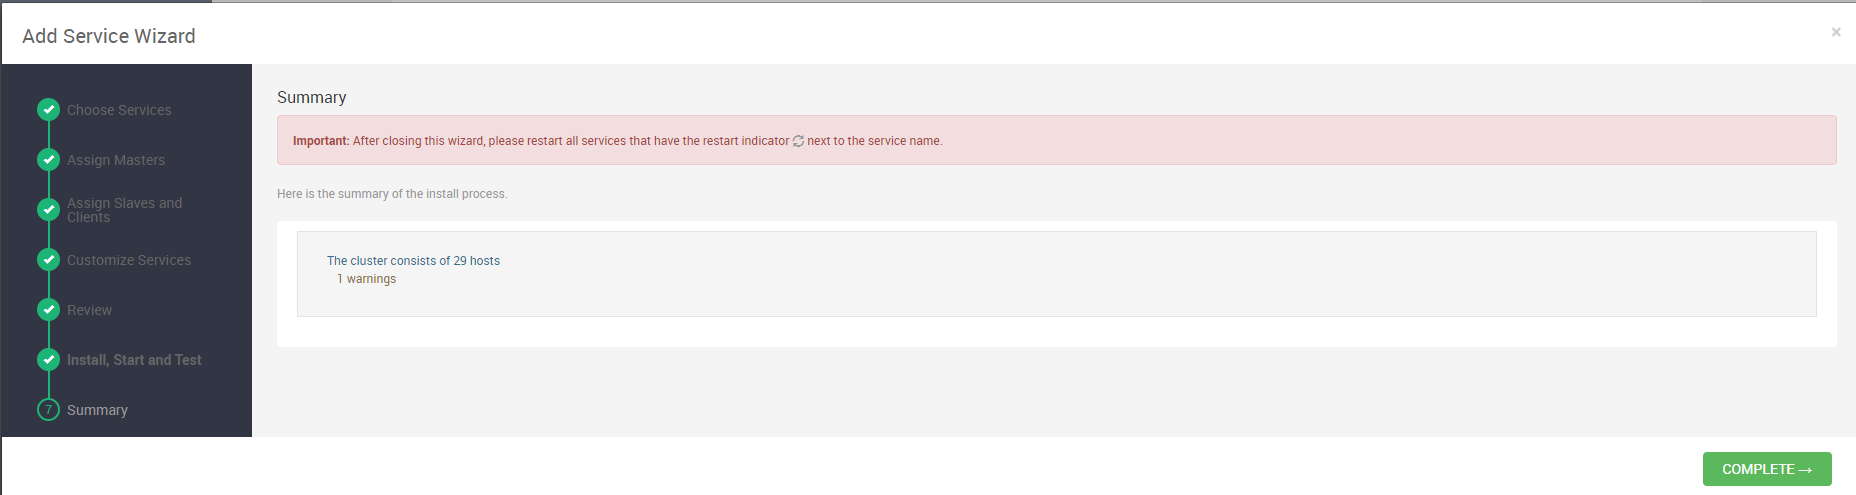 Add Service Wizard
×
Choose Services
Assign Masters
Assign Slaves and
Clients
Customize Services
Review
Install, Start and Test
7
Summary
Summary
Important: After closing this wizard, please restart all services that have the restart indicator next to the service name.
Here is the summary of the install process.
The cluster consists of 29 hosts
1 warnings
COMPLETE →